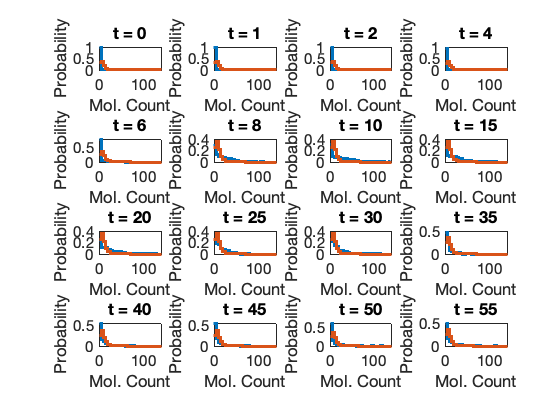 t = 0
Probability
1
0.5
0
0
100
Mol. Count
t = 1
Probability
1
0.5
0
0
100
Mol. Count
t = 2
Probability
1
0.5
0
0
100
Mol. Count
t = 4
Probability
1
0.5
0
0
100
Mol. Count
t = 6
Probability
0.5
0
0
100
Mol. Count
t = 8
Probability
0.4
0.2
0
0
100
Mol. Count
t = 10
Probability
0.4
0.2
0
0
100
Mol. Count
t = 15
Probability
0.4
0.2
0
0
100
Mol. Count
t = 20
Probability
0.4
0.2
0
0
100
Mol. Count
t = 25
Probability
0.4
0.2
0
0
100
Mol. Count
t = 30
Probability
0.4
0.2
0
0
100
Mol. Count
t = 35
Probability
0.5
0
0
100
Mol. Count
t = 40
Probability
0.5
0
0
100
Mol. Count
t = 45
Probability
0.5
0
0
100
Mol. Count
t = 50
Probability
0.5
0
0
100
Mol. Count
t = 55
Probability
0.5
0
0
100
Mol. Count